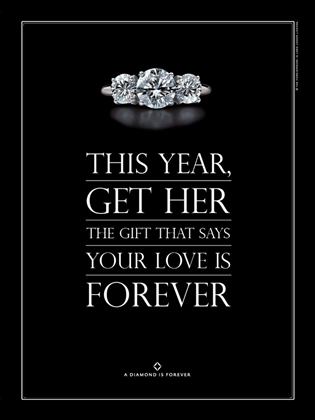 THIS YEAR,
GET HER
THE GIFT THAT SAYS
YOUR LOVE IS
FOREVER
A DIAMOND IS FOREVER